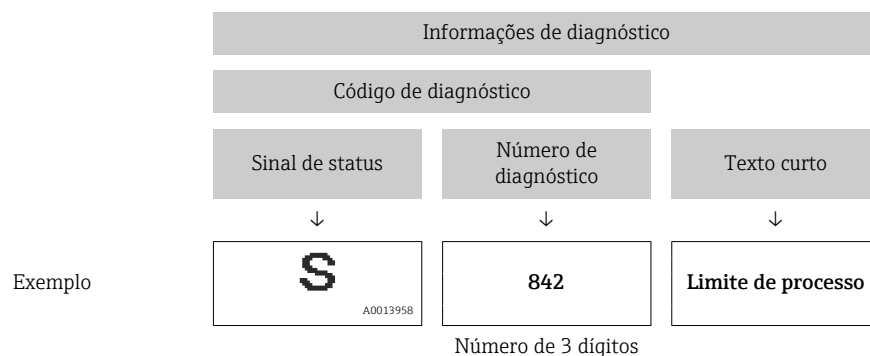 Informações de diagnóstico
Código de diagnóstico
Sinal de status
Número de
diagnóstico
Texto curto
↓ ↓ ↓
Exemplo
S
A0013958
842
Limite de processo
Número de 3 dígitos